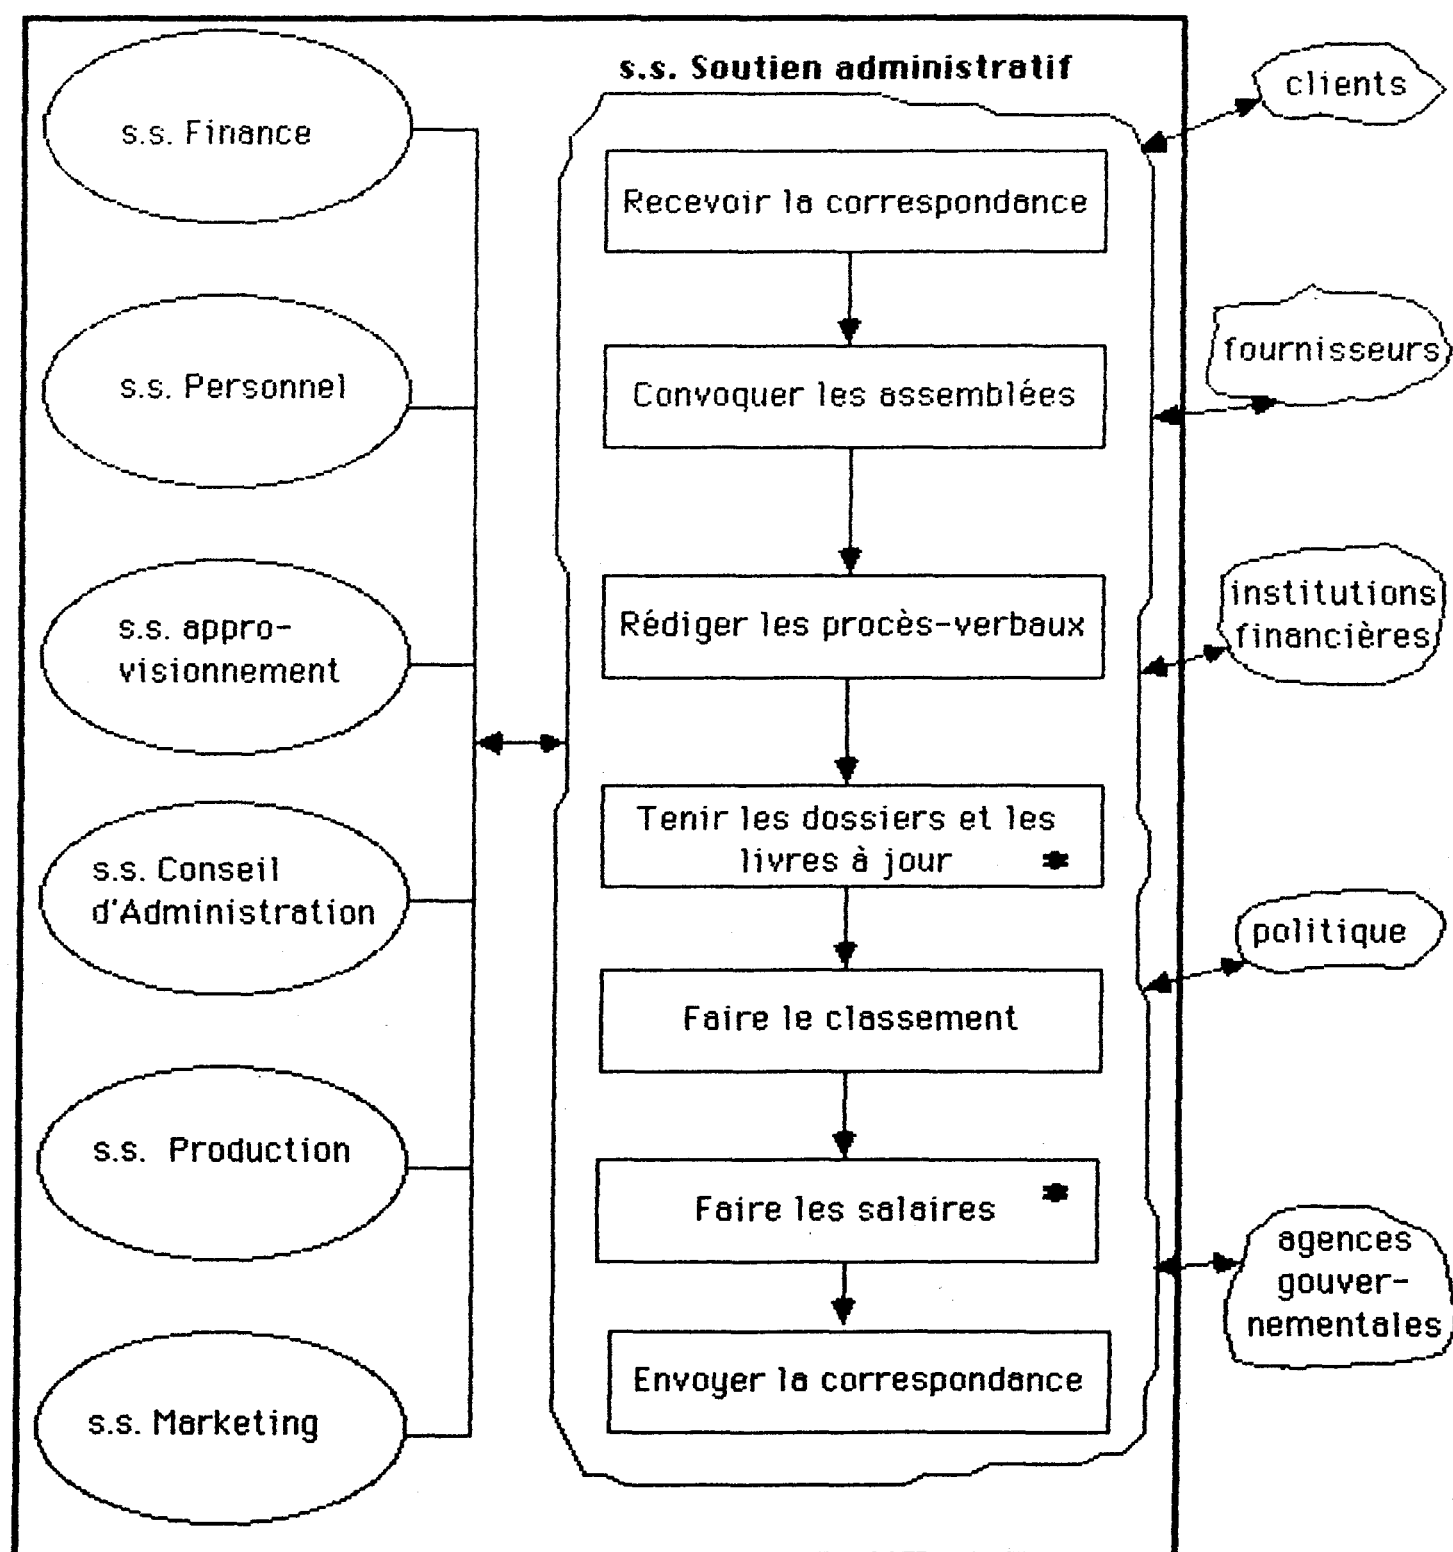 s.s. Soutien administratif
s.s. Finance
s.s. Personnel
s.s. appro-
visionnement
s.s. Conseil
d'Administration
s.s. Production
s.s. Marketing
Recevoir la correspondance
Convoquer les assemblées
Rédiger les procès-verbaux
Tenir les dossiers et les
livres à jour *
Faire le classement
Faire les salaires *
Envoyer la correspondance
clients
fournisseurs
institutions
financières
politique
agences
gouver-
nementales